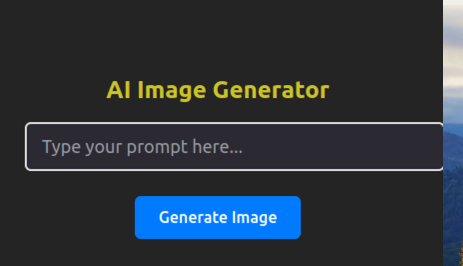 AI Image Generator
Type your prompt here...
Generate Image